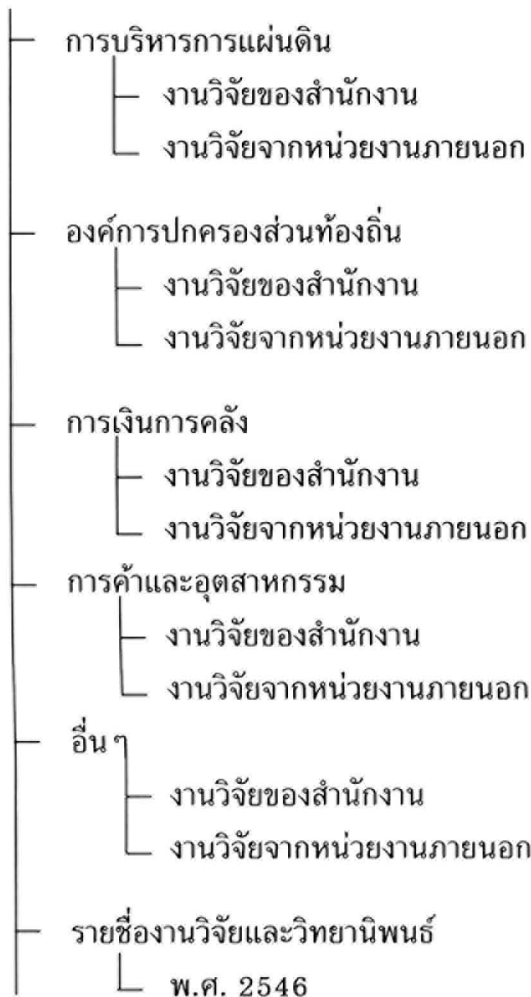 การบริหารการแผ่นดิน
งานวิจัยของสำนักงาน
งานวิจัยจากหน่วยงานภายนอก
องค์การปกครองส่วนท้องถิ่น
งานวิจัยของสำนักงาน
งานวิจัยจากหน่วยงานภายนอก
การเงินการคลัง
งานวิจัยของสำนักงาน
งานวิจัยจากหน่วยงานภายนอก
การค้าและอุตสาหกรรม
งานวิจัยของสำนักงาน
งานวิจัยจากหน่วยงานภายนอก
อื่น ๆ
งานวิจัยของสำนักงาน
งานวิจัยจากหน่วยงานภายนอก
รายชื่องานวิจัยและวิทยานิพนธ์
พ.ศ. 2546